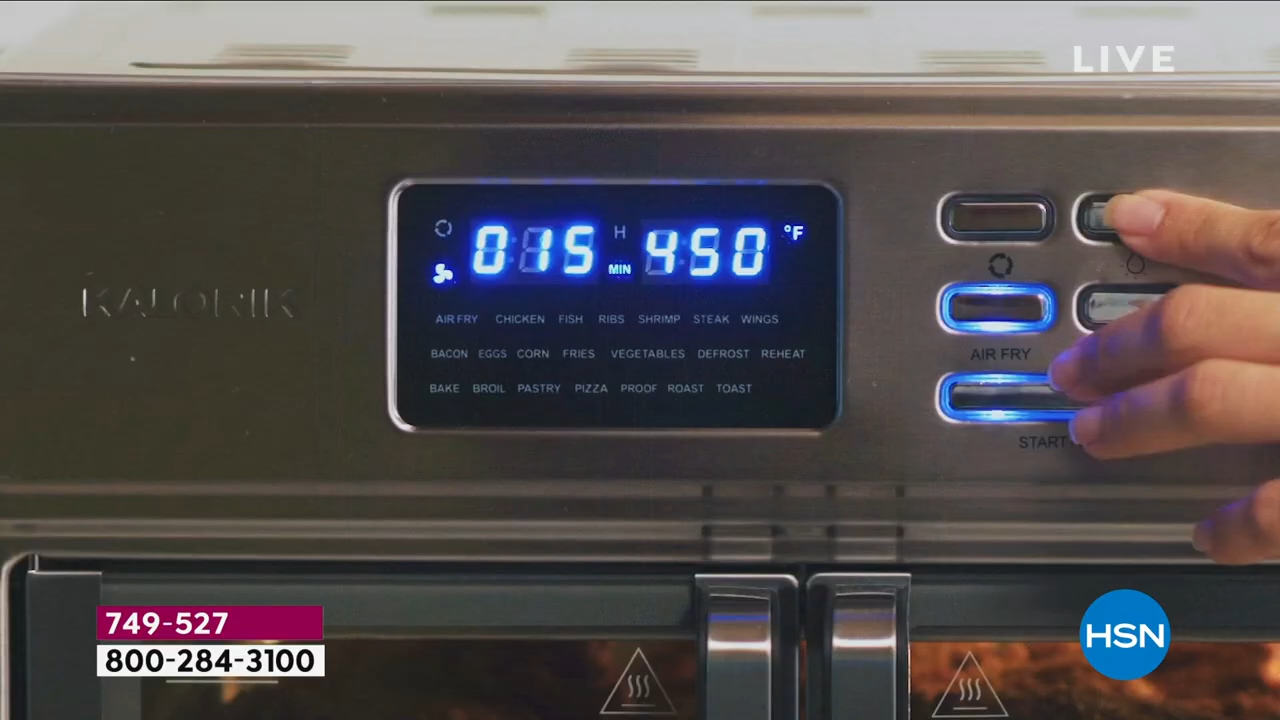 LIVE
015 H 450 °F
MIN
KALORIK
AIR FRY CHICKEN FISH RIBS SHRIMP STEAK WINGS
BACON EGGS CORN FRIES VEGETABLES DEFROST REHEAT
BAKE BROIL PASTRY PIZZA PROOF ROAST TOAST
AIR FRY
START
749-527
800-284-3100
HSN